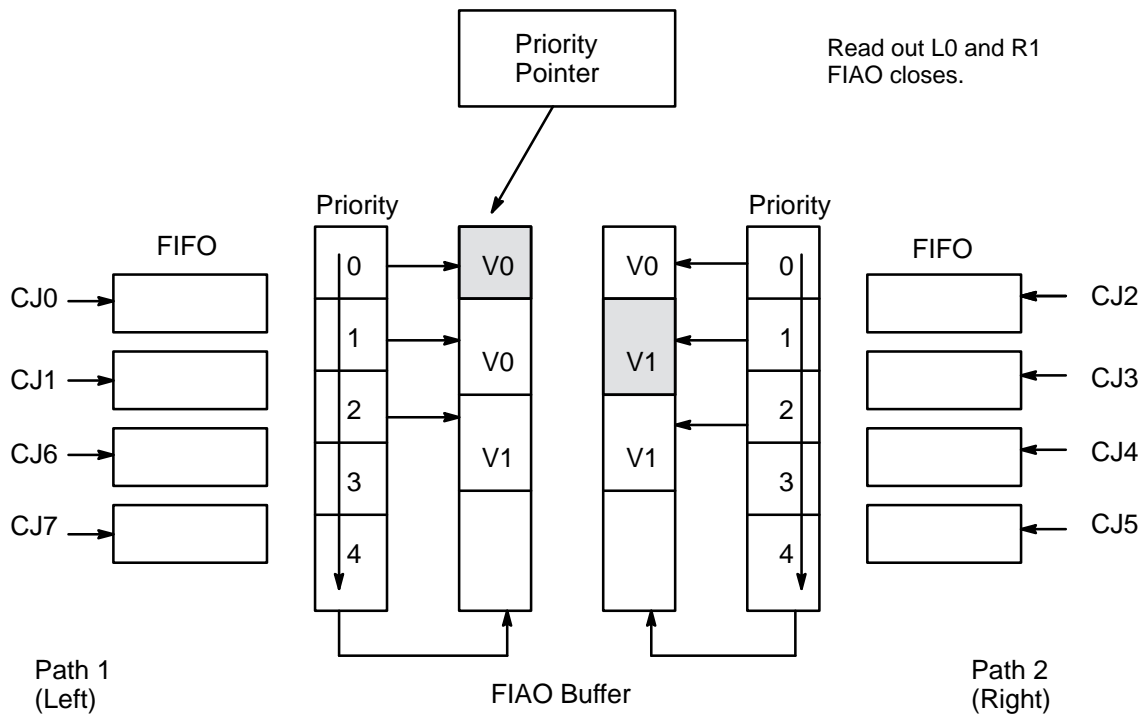 Priority
Pointer
Read out L0 and R1
FIAO closes.
Priority
Priority
FIFO
FIFO
CJ0
CJ1
CJ6
CJ7
0
1
2
3
4
V0
V0
V1
V0
V1
V1
0
1
2
3
4
CJ2
CJ3
CJ4
CJ5
Path 1
(Left)
FIAO Buffer
Path 2
(Right)